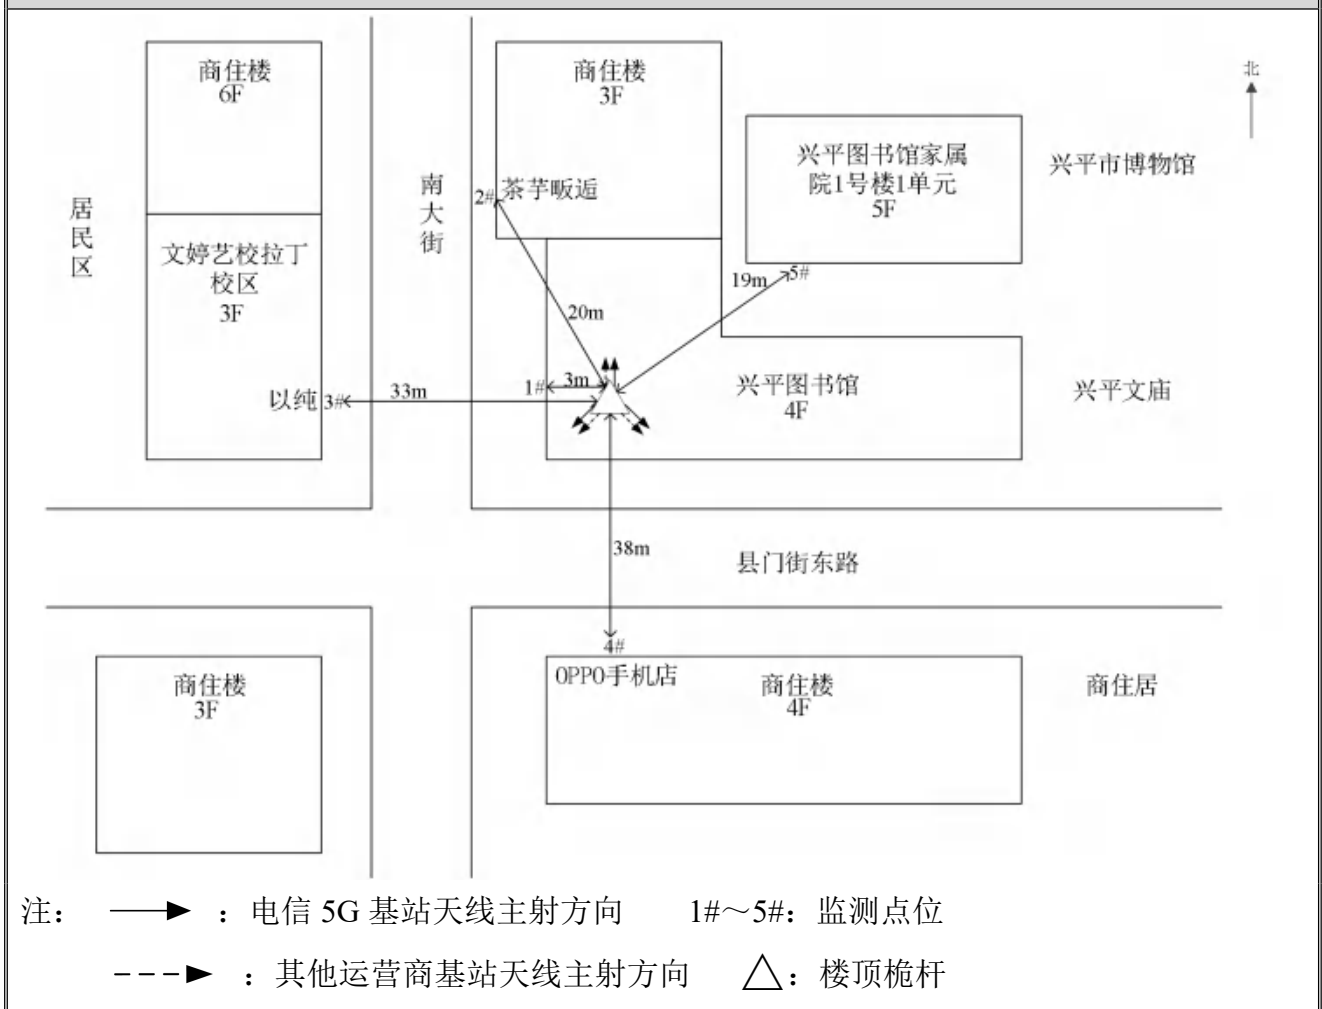 商住楼
6F
商住楼
3F
北
兴平图书馆家属
院1号楼1单元
5F
兴平市博物馆
居民区
南大街
2#
茶芋畈逅
文婷艺校拉丁
校区
3F
19m
5#
20m
1#
3m
以纯
3#
33m
兴平图书馆
4F
兴平文庙
38m
县门街东路
4#
OPPO手机店
商住楼
3F
商住楼
4F
商住居
注：
：电信 5G 基站天线主射方向 1#～5#：监测点位
：其他运营商基站天线主射方向 △：楼顶桅杆